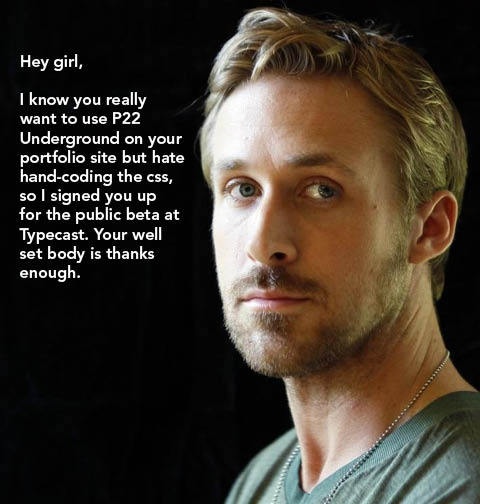 Hey girl,
I know you really
want to use P22
Underground on your
portfolio site but hate
hand-coding the css,
so I signed you up
for the public beta at
Typecast. Your well
set body is thanks
enough.